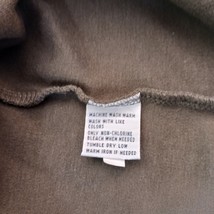 MACHINE WASH WARM
WASH WITH LIKE
COLORS
ONLY NON-CHLORINE
BLEACH WHEN NEEDED
TUMBLE DRY LOW
WARM IRON IF NEEDED